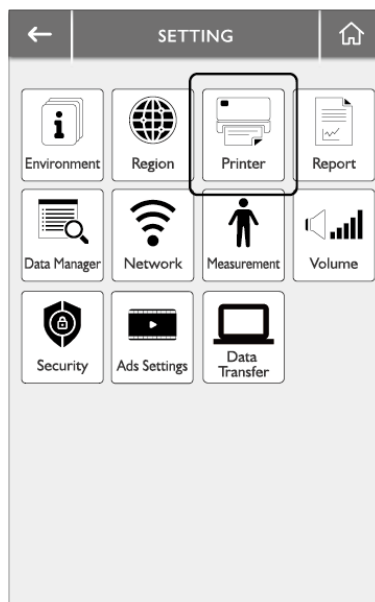 SETTING
Environment
Region
Printer
Report
Data Manager
Network
Measurement
Volume
Security
Ads Settings
Data
Transfer